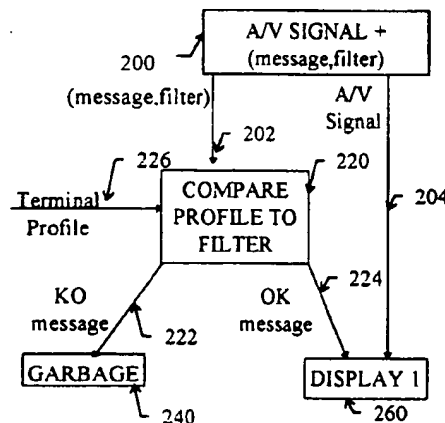 A/V SIGNAL +
(message,filter)
200
(message.filter)
A/V
Signal
202
226
220
Terminal
Profile
COMPARE
PROFILE TO
FILTER
204
KO
message
222
OK
message
224
GARBAGE
240
DISPLAY 1
260